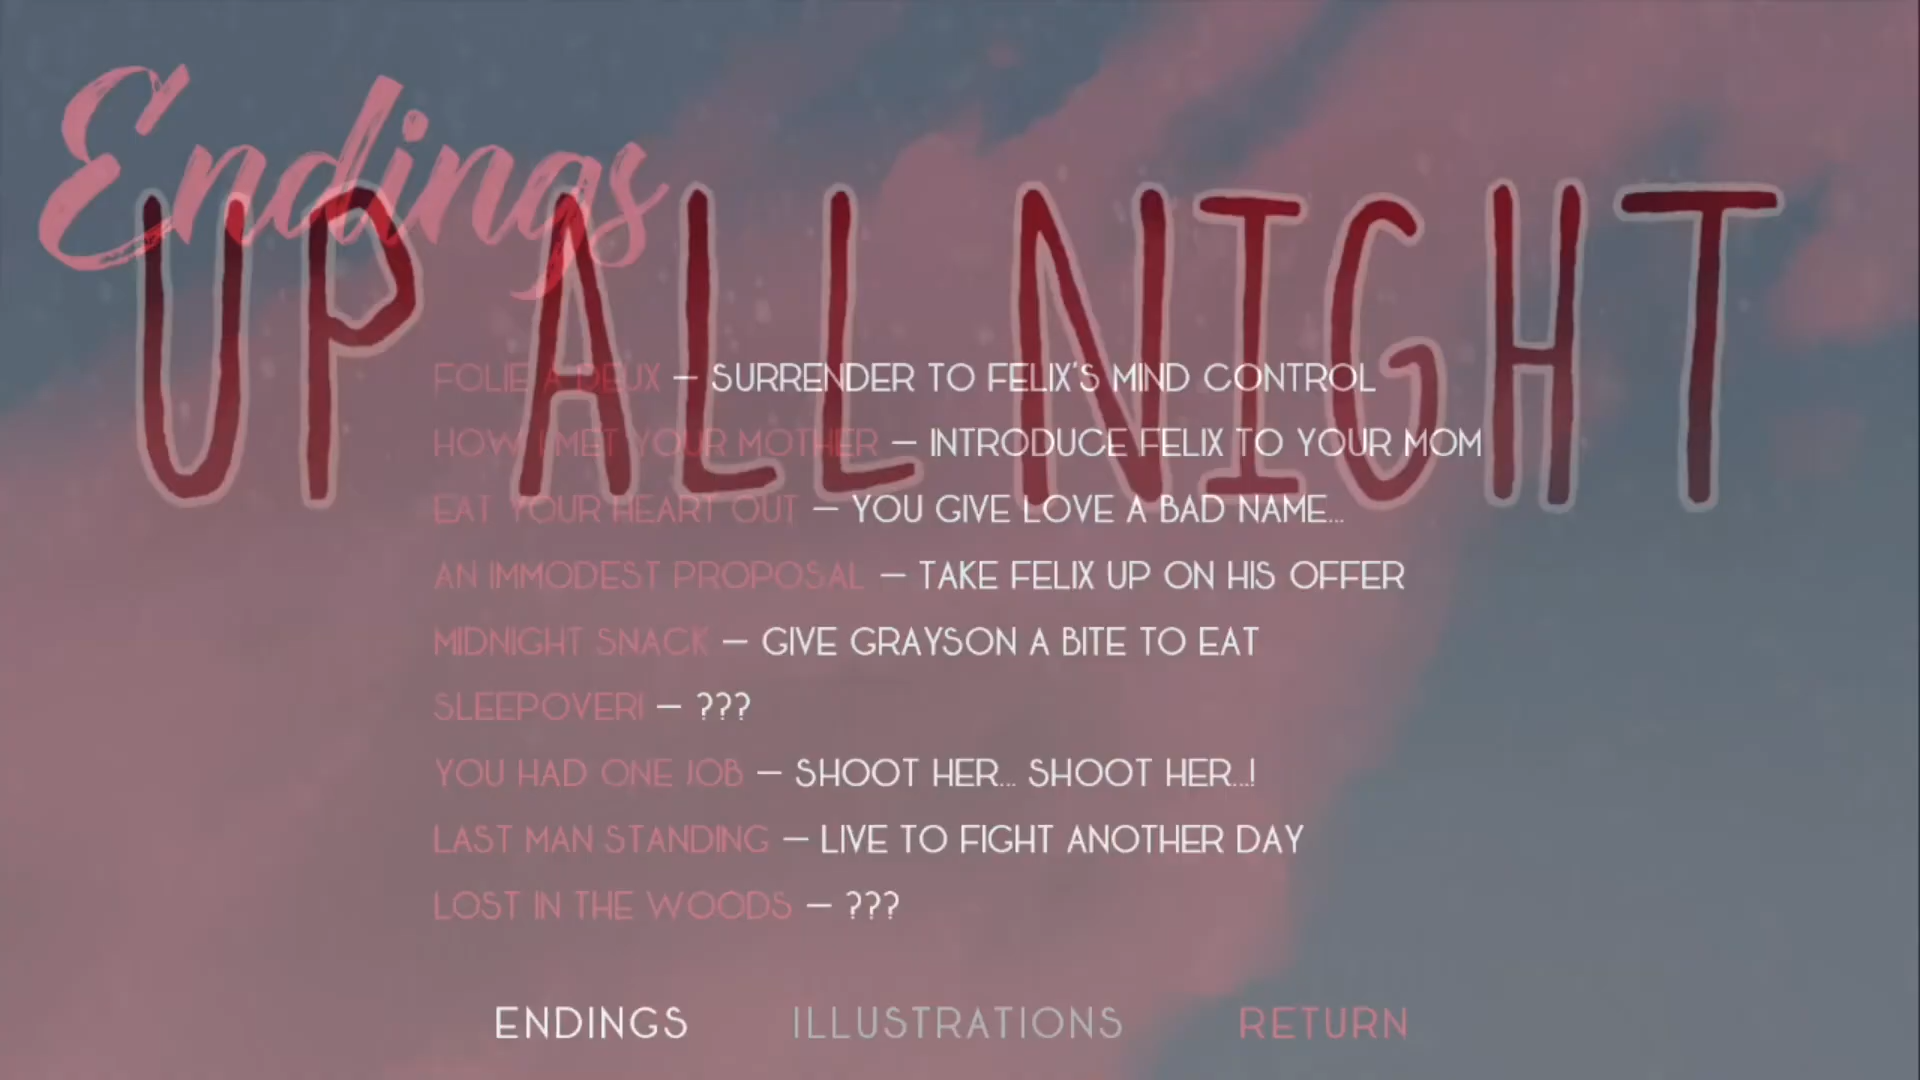 Endings
UP ALL NIGHT
FOLIE A DEUX — SURRENDER TO FELIX'S MIND CONTROL
HOW I MET YOUR MOTHER — INTRODUCE FELIX TO YOUR MOM
EAT YOUR HEART OUT — YOU GIVE LOVE A BAD NAME...
AN IMMODEST PROPOSAL — TAKE FELIX UP ON HIS OFFER
MIDNIGHT SNACK — GIVE GRAYSON A BITE TO EAT
SLEEPOVER! — ???
YOU HAD ONE JOB — SHOOT HER... SHOOT HER...!
LAST MAN STANDING — LIVE TO FIGHT ANOTHER DAY
LOST IN THE WOODS — ???
ENDINGS ILLUSTRATIONS RETURN